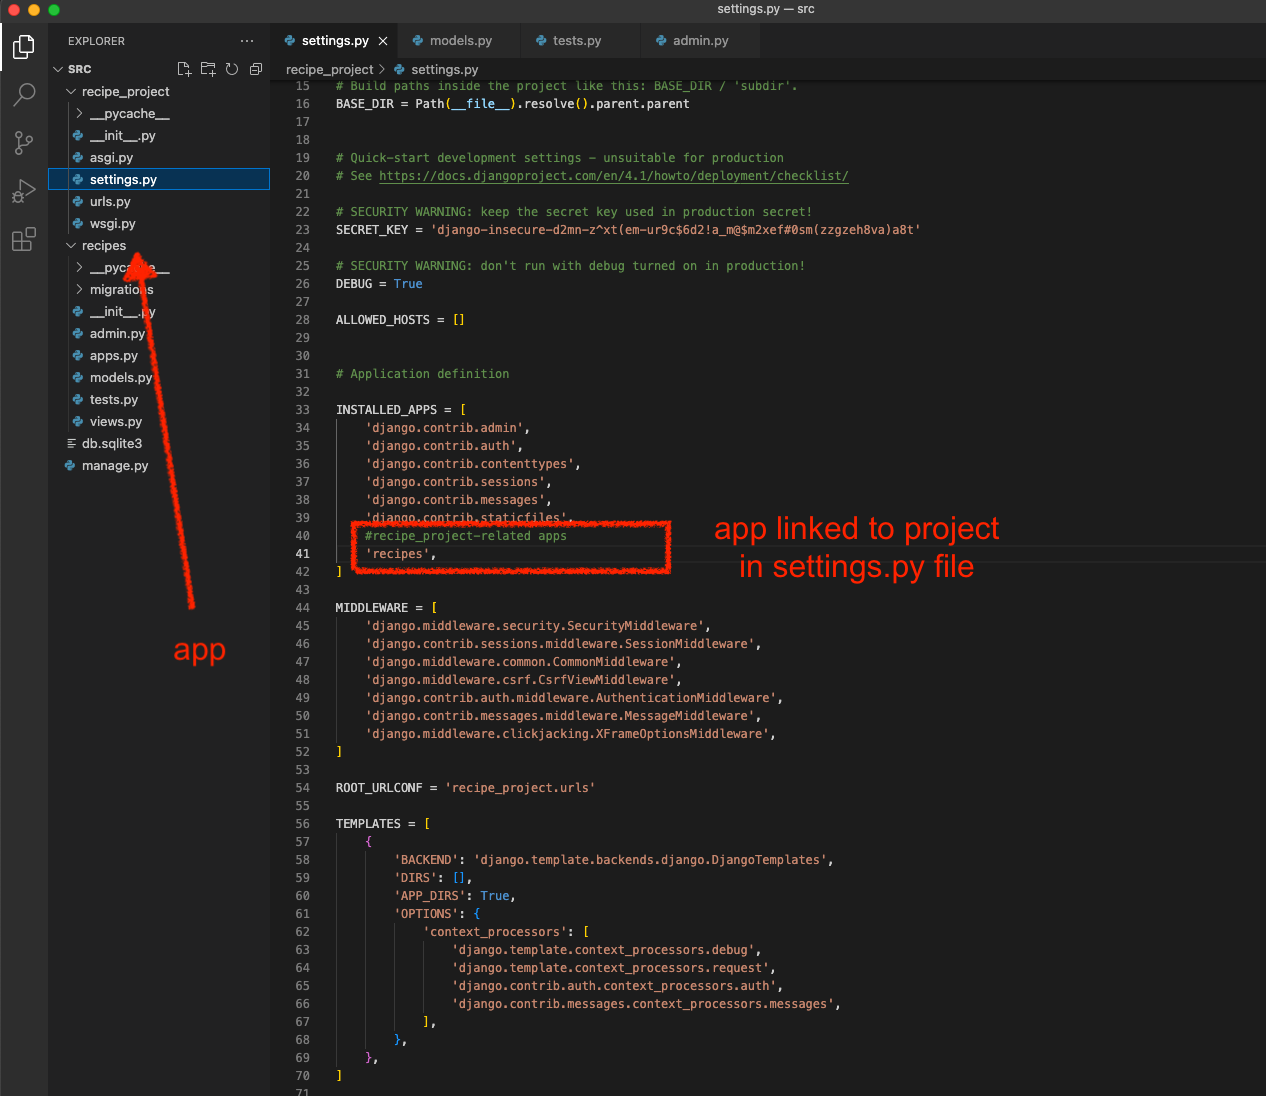 settings.py — src
EXPLORER
SRC
recipe_project
__pycache__
__init__.py
asgi.py
settings.py
urls.py
wsgi.py
recipes
__pycache__
migrations
__init__.py
admin.py
apps.py
models.py
tests.py
views.py
db.sqlite3
manage.py
app
settings.py
models.py
tests.py
admin.py
recipe_project > settings.py
15 # Build paths inside the project like this: BASE_DIR / 'subdir'.
16 BASE_DIR = Path(__file__).resolve().parent.parent
17
18
19 # Quick-start development settings - unsuitable for production
20 # See https://docs.djangoproject.com/en/4.1/howto/deployment/checklist/
21
22 # SECURITY WARNING: keep the secret key used in production secret!
23 SECRET_KEY = 'django-insecure-d2mn-z^xt(em-ur9c$6d2!a_m@$m2xef#0sm(zzgzeh8va)a8t'
24
25 # SECURITY WARNING: don't run with debug turned on in production!
26 DEBUG = True
27
28 ALLOWED_HOSTS = []
29
30
31 # Application definition
32
33 INSTALLED_APPS = [
34 'django.contrib.admin',
35 'django.contrib.auth',
36 'django.contrib.contenttypes',
37 'django.contrib.sessions',
38 'django.contrib.messages',
39 'django.contrib.staticfiles',
40 #recipe_project-related apps
41 'recipes',
42 ]
app linked to project
in settings.py file
43
44 MIDDLEWARE = [
45 'django.middleware.security.SecurityMiddleware',
46 'django.contrib.sessions.middleware.SessionMiddleware',
47 'django.middleware.common.CommonMiddleware',
48 'django.middleware.csrf.CsrfViewMiddleware',
49 'django.contrib.auth.middleware.AuthenticationMiddleware',
50 'django.contrib.messages.middleware.MessageMiddleware',
51 'django.middleware.clickjacking.XFrameOptionsMiddleware',
52 ]
53
54 ROOT_URLCONF = 'recipe_project.urls'
55
56 TEMPLATES = [
57 {
58 'BACKEND': 'django.template.backends.django.DjangoTemplates',
59 'DIRS': [],
60 'APP_DIRS': True,
61 'OPTIONS': {
62 'context_processors': [
63 'django.template.context_processors.debug',
64 'django.template.context_processors.request',
65 'django.contrib.auth.context_processors.auth',
66 'django.contrib.messages.context_processors.messages',
67 ],
68 },
69 },
70 ]
71